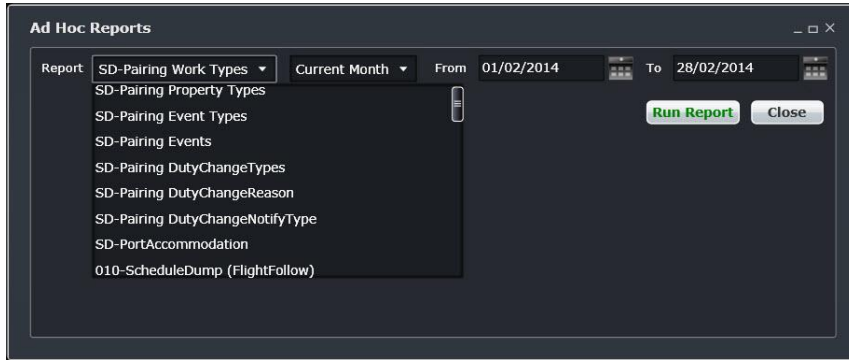 Ad Hoc Reports
Report SD-Pairing Work Types Current Month From 01/02/2014 To 28/02/2014
SD-Pairing Property Types
SD-Pairing Event Types
Run Report Close
SD-Pairing Events
SD-Pairing DutyChangeTypes
SD-Pairing DutyChangeReason
SD-Pairing DutyChangeNotifyType
SD-PortAccommodation
010-ScheduleDump (FlightFollow)